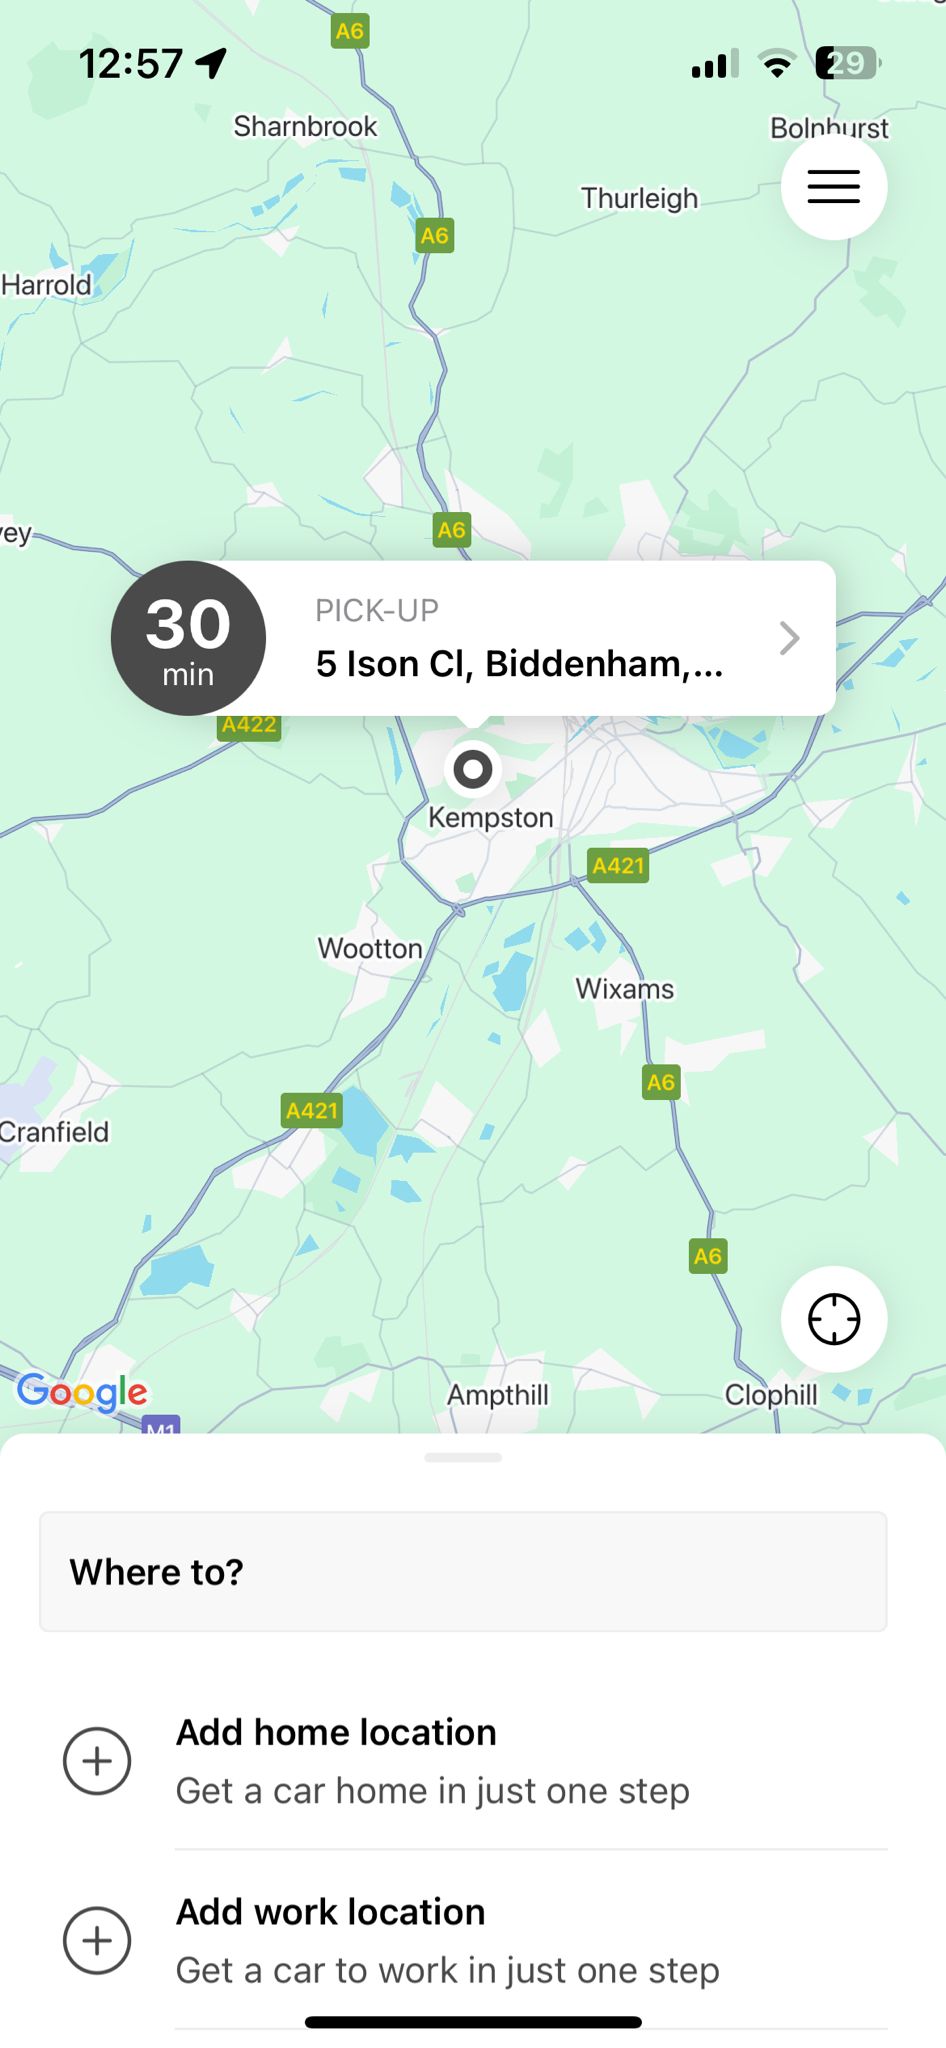 A6
12:57
29
Sharnbrook
Bolnhurst
Thurleigh
A6
Harrold
A6
30
min
PICK-UP
5 Ison Cl, Biddenham,...
A422
Kempston
A421
Wootton
Wixams
A6
A421
Cranfield
A6
Google
Ampthill
Clophill
M1
Where to?
Add home location
Get a car home in just one step
Add work location
Get a car to work in just one step